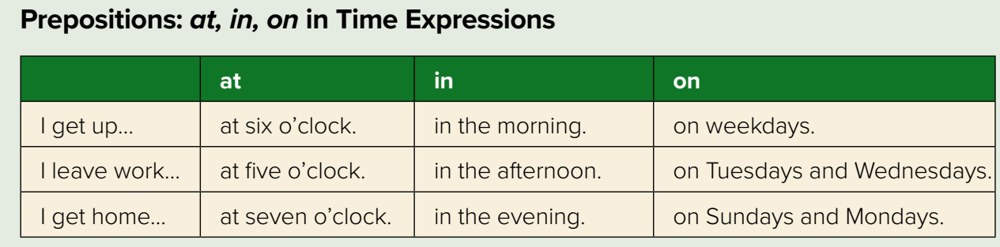 Prepositions: at, in, on in Time Expressions
at in on
I get up... at six o’clock. in the morning. on weekdays.
I leave work... at five o’clock. in the afternoon. on Tuesdays and Wednesdays.
I get home... at seven o’clock. in the evening. on Sundays and Mondays.